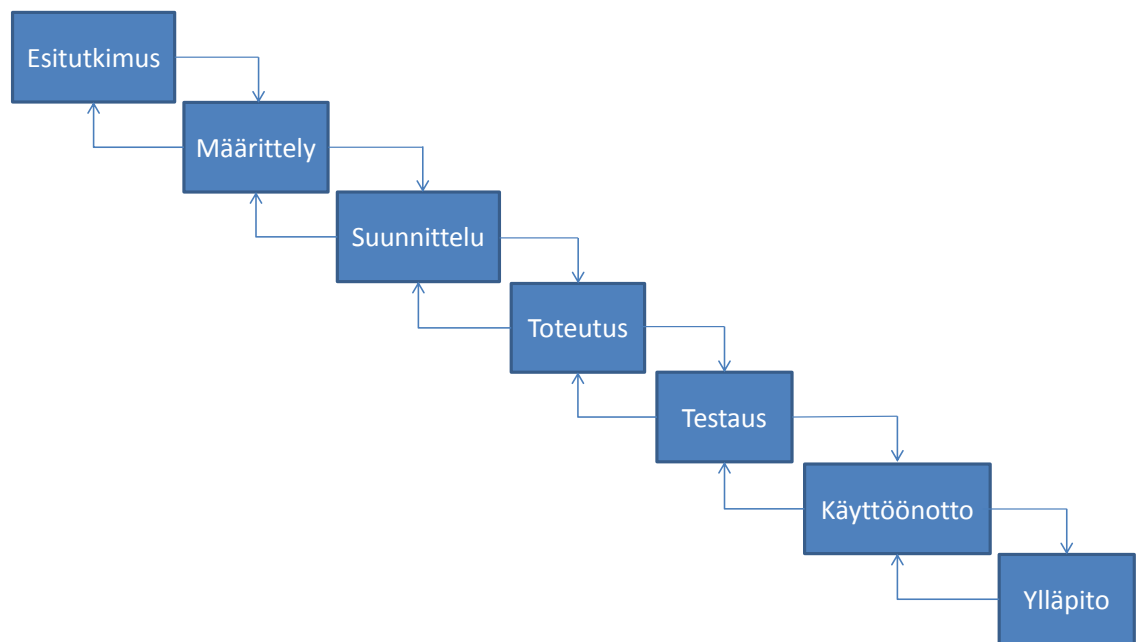 Esitutkimus
Määrittely
Suunnittelu
Toteutus
Testaus
Käyttöönotto
Ylläpito